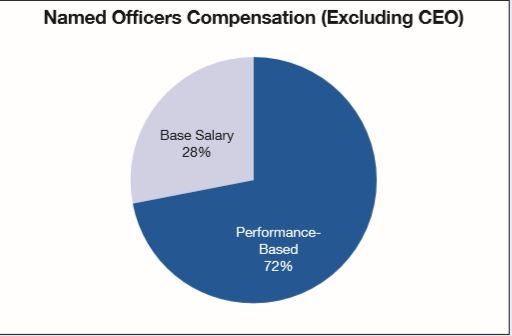 Named Officers Compensation (Excluding CEO)
Base Salary
28%
Performance-
Based
72%